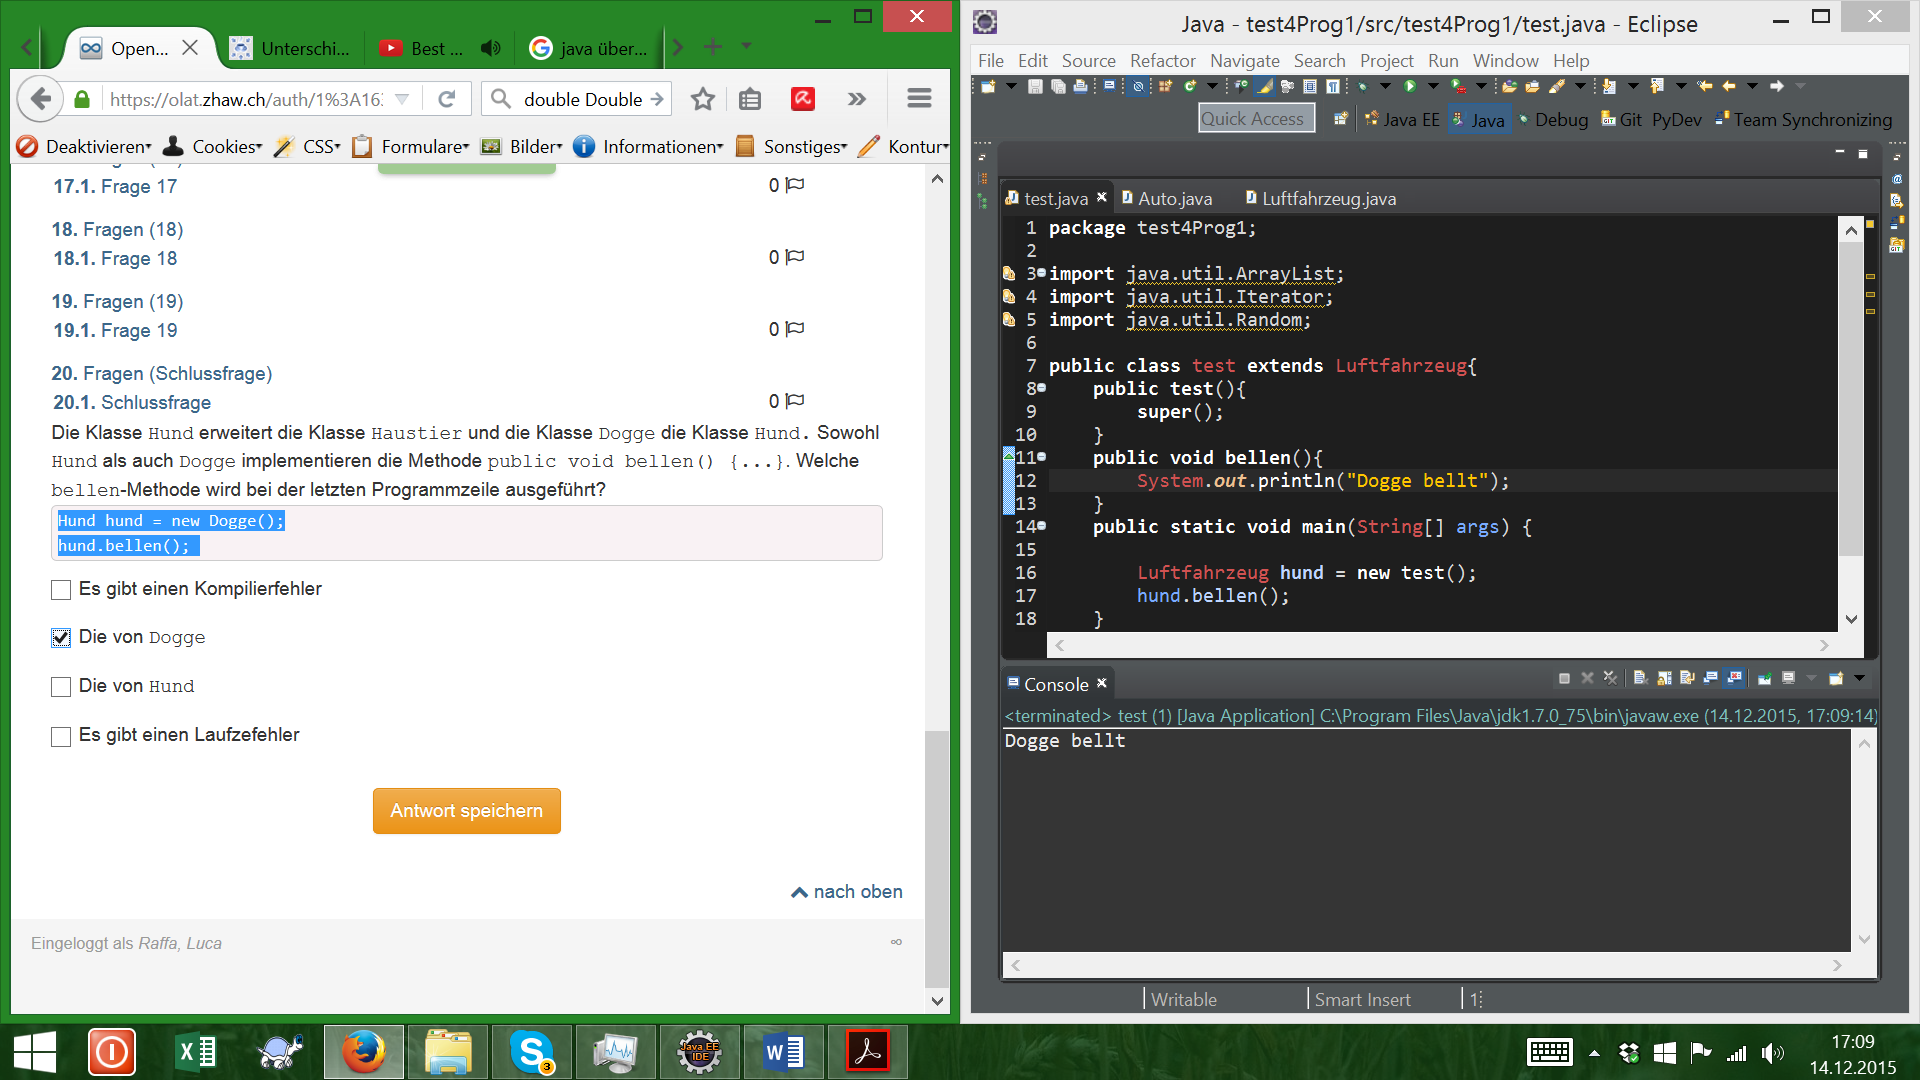 Open...
Unterschi...
Best ...
java über...
https://olat.zhaw.ch/auth/1%3A16
double Double
Deaktivieren
Cookies
CSS
Formulare
Bilder
Informationen
Sonstiges
Kontur
17.1. Frage 17
0
18. Fragen (18)
18.1. Frage 18
0
19. Fragen (19)
19.1. Frage 19
0
20. Fragen (Schlussfrage)
20.1. Schlussfrage
0
Die Klasse Hund erweitert die Klasse Haustier und die Klasse Dogge die Klasse Hund. Sowohl
Hund als auch Dogge implementieren die Methode public void bellen() {...}. Welche
bellen-Methode wird bei der letzten Programmzeile ausgeführt?
Hund hund = new Dogge();
hund.bellen();
Es gibt einen Kompilierfehler
Die von Dogge
Die von Hund
Es gibt einen Laufzefehler
Antwort speichern
nach oben
Eingeloggt als Raffa, Luca
Java - test4Prog1/src/test4Prog1/test.java - Eclipse
File Edit Source Refactor Navigate Search Project Run Window Help
Quick Access
Java EE
Java
Debug
Git
PyDev
Team Synchronizing
test.java
Auto.java
Luftfahrzeug.java
1 package test4Prog1;
2
3 import java.util.ArrayList;
4 import java.util.Iterator;
5 import java.util.Random;
6
7 public class test extends Luftfahrzeug{
8 public test(){
9 super();
10 }
11 public void bellen(){
12 System.out.println("Dogge bellt");
13 }
14 public static void main(String[] args) {
15
16 Luftfahrzeug hund = new test();
17 hund.bellen();
18 }
Console
<terminated> test (1) [Java Application] C:\Program Files\Java\jdk1.7.0_75\bin\javaw.exe (14.12.2015, 17:09:14)
Dogge bellt
Writable
Smart Insert
3
Java EE
IDE
17:09
14.12.2015